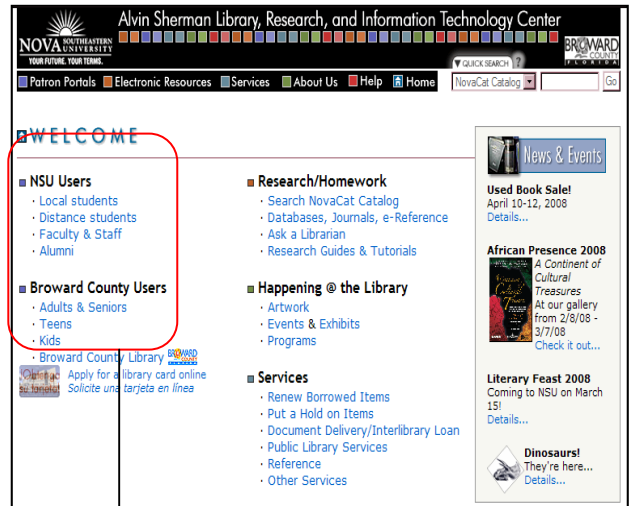 Alvin Sherman Library, Research, and Information Technology Center
NOVA SOUTHEASTERN UNIVERSITY
YOUR FUTURE. YOUR TERMS.
BROWARD COUNTY FLORIDA
QUICK SEARCH ?
Patron Portals Electronic Resources Services About Us Help Home NovaCat Catalog Go
WELCOME
NSU Users
· Local students
· Distance students
· Faculty & Staff
· Alumni
Broward County Users
· Adults & Seniors
· Teens
· Kids
· Broward County Library BROWARD COUNTY
Obtenga su tarjeta!
Apply for a library card online
Solicite una tarjeta en línea
Research/Homework
· Search NovaCat Catalog
· Databases, Journals, e-Reference
· Ask a Librarian
· Research Guides & Tutorials
Happening @ the Library
· Artwork
· Events & Exhibits
· Programs
Services
· Renew Borrowed Items
· Put a Hold on Items
· Document Delivery/Interlibrary Loan
· Public Library Services
· Reference
· Other Services
News & Events
Used Book Sale!
April 10-12, 2008
Details...
African Presence 2008
A Continent of
Cultural
Treasures
At our gallery
from 2/8/08 -
3/7/08
Check it out...
Literary Feast 2008
Coming to NSU on March
15!
Details...
Dinosaurs!
They're here...
Details...